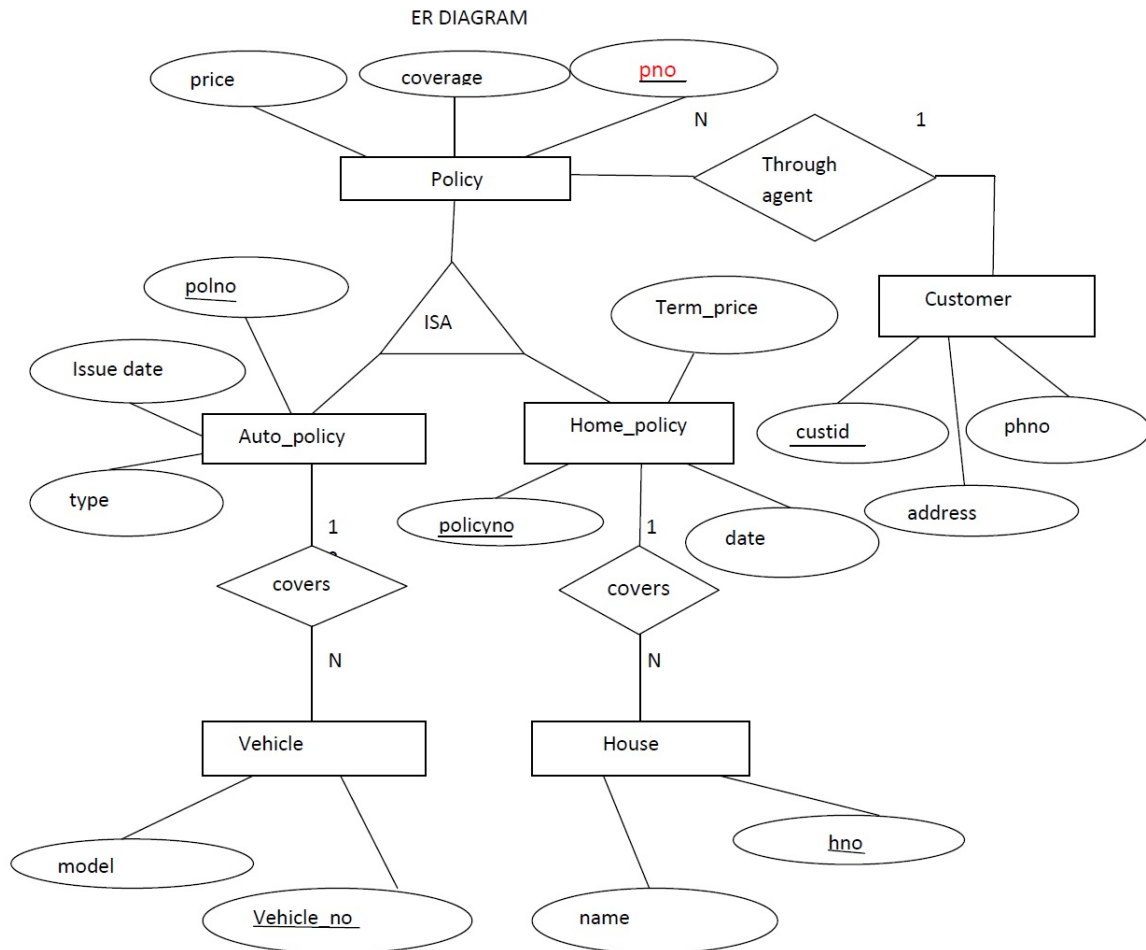 ER DIAGRAM
price
coverage
pno
N
1
Policy
Through
agent
polno
ISA
Term_price
Customer
Issue date
Auto_policy
Home_policy
custid
phno
type
policyno
address
date
1
1
covers
covers
N
N
Vehicle
House
model
hno
Vehicle_no
name